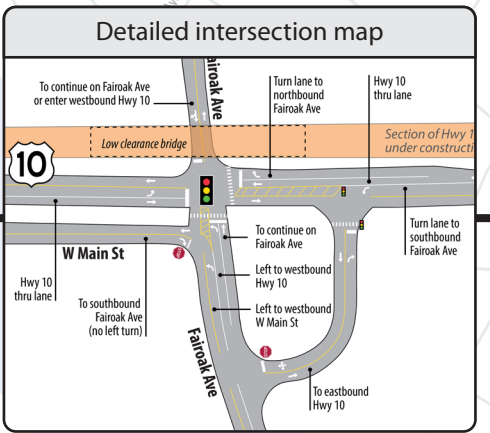 Detailed intersection map
To continue on Fairoak Ave
or enter westbound Hwy 10
Fairoak Ave
Turn lane to
northbound
Fairoak Ave
Hwy 10
thru lane
Low clearance bridge
Section of Hwy 1
under constructi
10
W Main St
To continue on
Fairoak Ave
Turn lane to
southbound
Fairoak Ave
Hwy 10
thru lane
To southbound
Fairoak Ave
(no left turn)
Left to westbound
Hwy 10
Left to westbound
W Main St
Fairoak Ave
To eastbound
Hwy 10